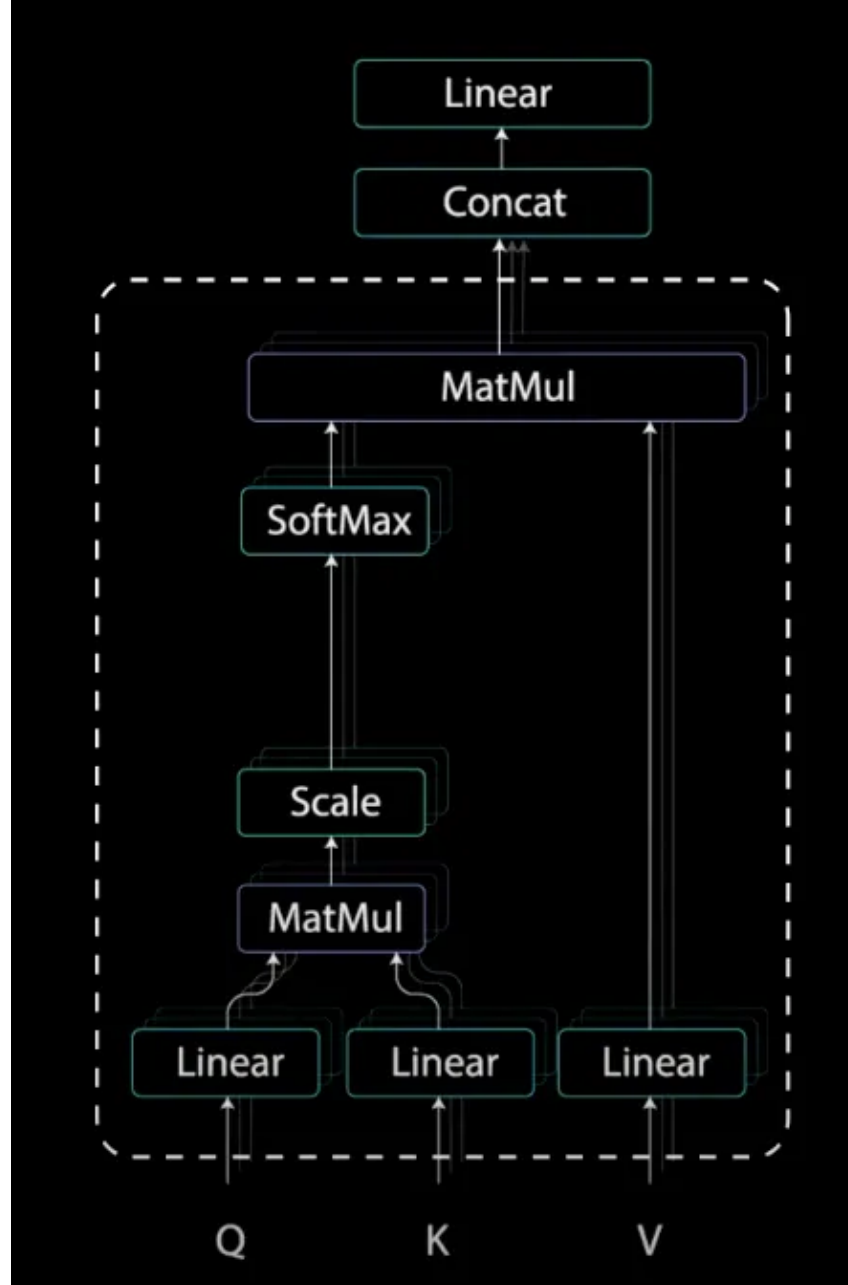 Linear
Concat
MatMul
SoftMax
Scale
MatMul
Linear Linear Linear
Q K V